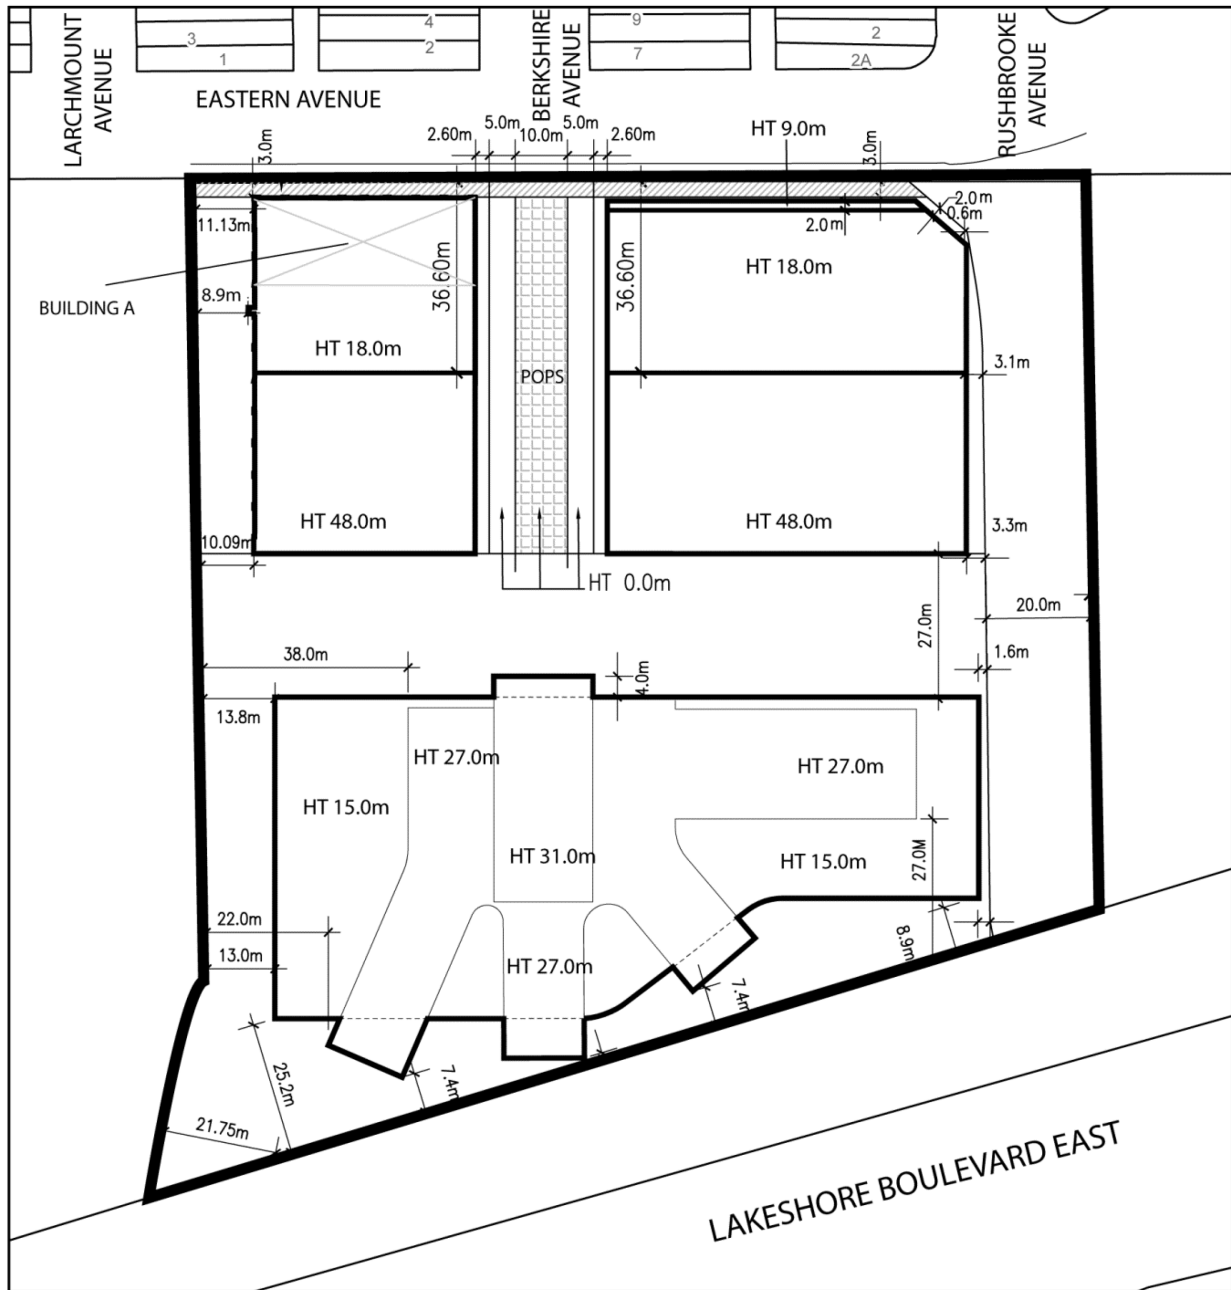 LARCHMOUNT
AVENUE
3
1
4
2
BERKSHIRE
AVENUE
9
7
2
2A
RUSHBROOKE
AVENUE
EASTERN AVENUE
3.0m
2.60m
5.0m
10.0m
5.0m
2.60m
HT 9.0m
3.0m
11.13m
2.0m
2.0m
0.6m
36.60m
36.60m
HT 18.0m
8.9m
BUILDING A
HT 18.0m
POPS
3.1m
HT 48.0m
HT 48.0m
10.09m
3.3m
HT 0.0m
27.0m
20.0m
38.0m
4.0m
1.6m
13.8m
HT 27.0m
HT 27.0m
HT 15.0m
HT 31.0m
HT 15.0m
27.0M
22.0m
13.0m
HT 27.0m
8.9m
7.4m
25.2m
7.4m
21.75m
LAKESHORE BOULEVARD EAST